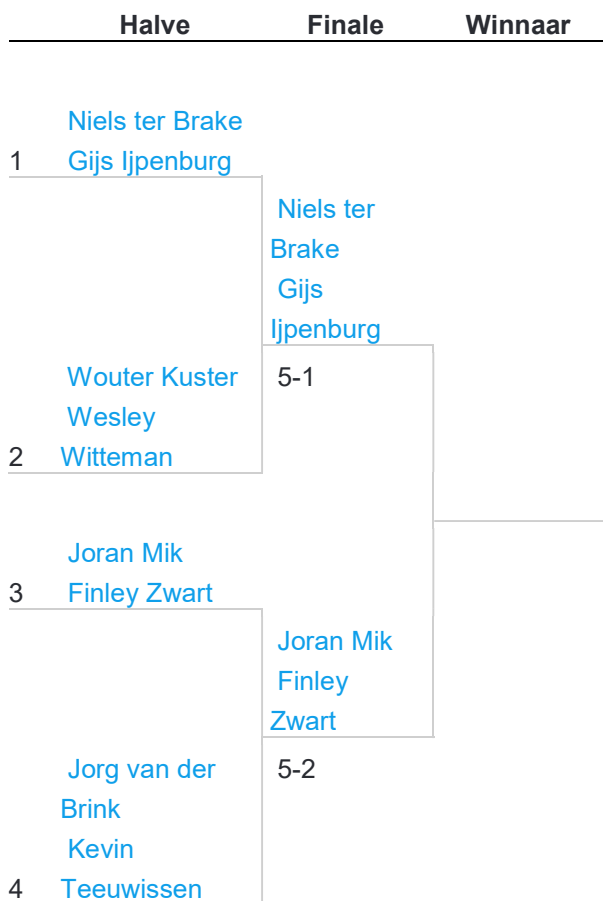 Halve Finale Winnaar
Niels ter Brake
1 Gijs Ijpenburg
Niels ter
Brake
Gijs
Ijpenburg
Wouter Kuster 5-1
Wesley
2 Witteman
Joran Mik
3 Finley Zwart
Joran Mik
Finley
Zwart
Jorg van der 5-2
Brink
Kevin
4 Teeuwissen